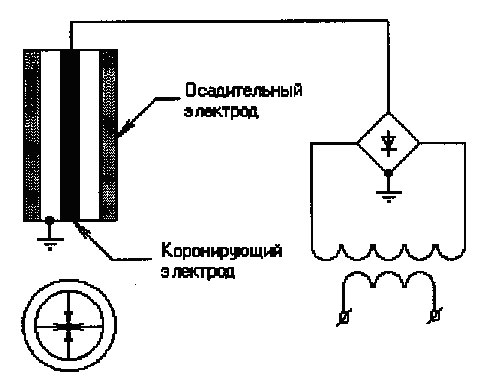 Осадительный
электрод
Коронирующий
электрод